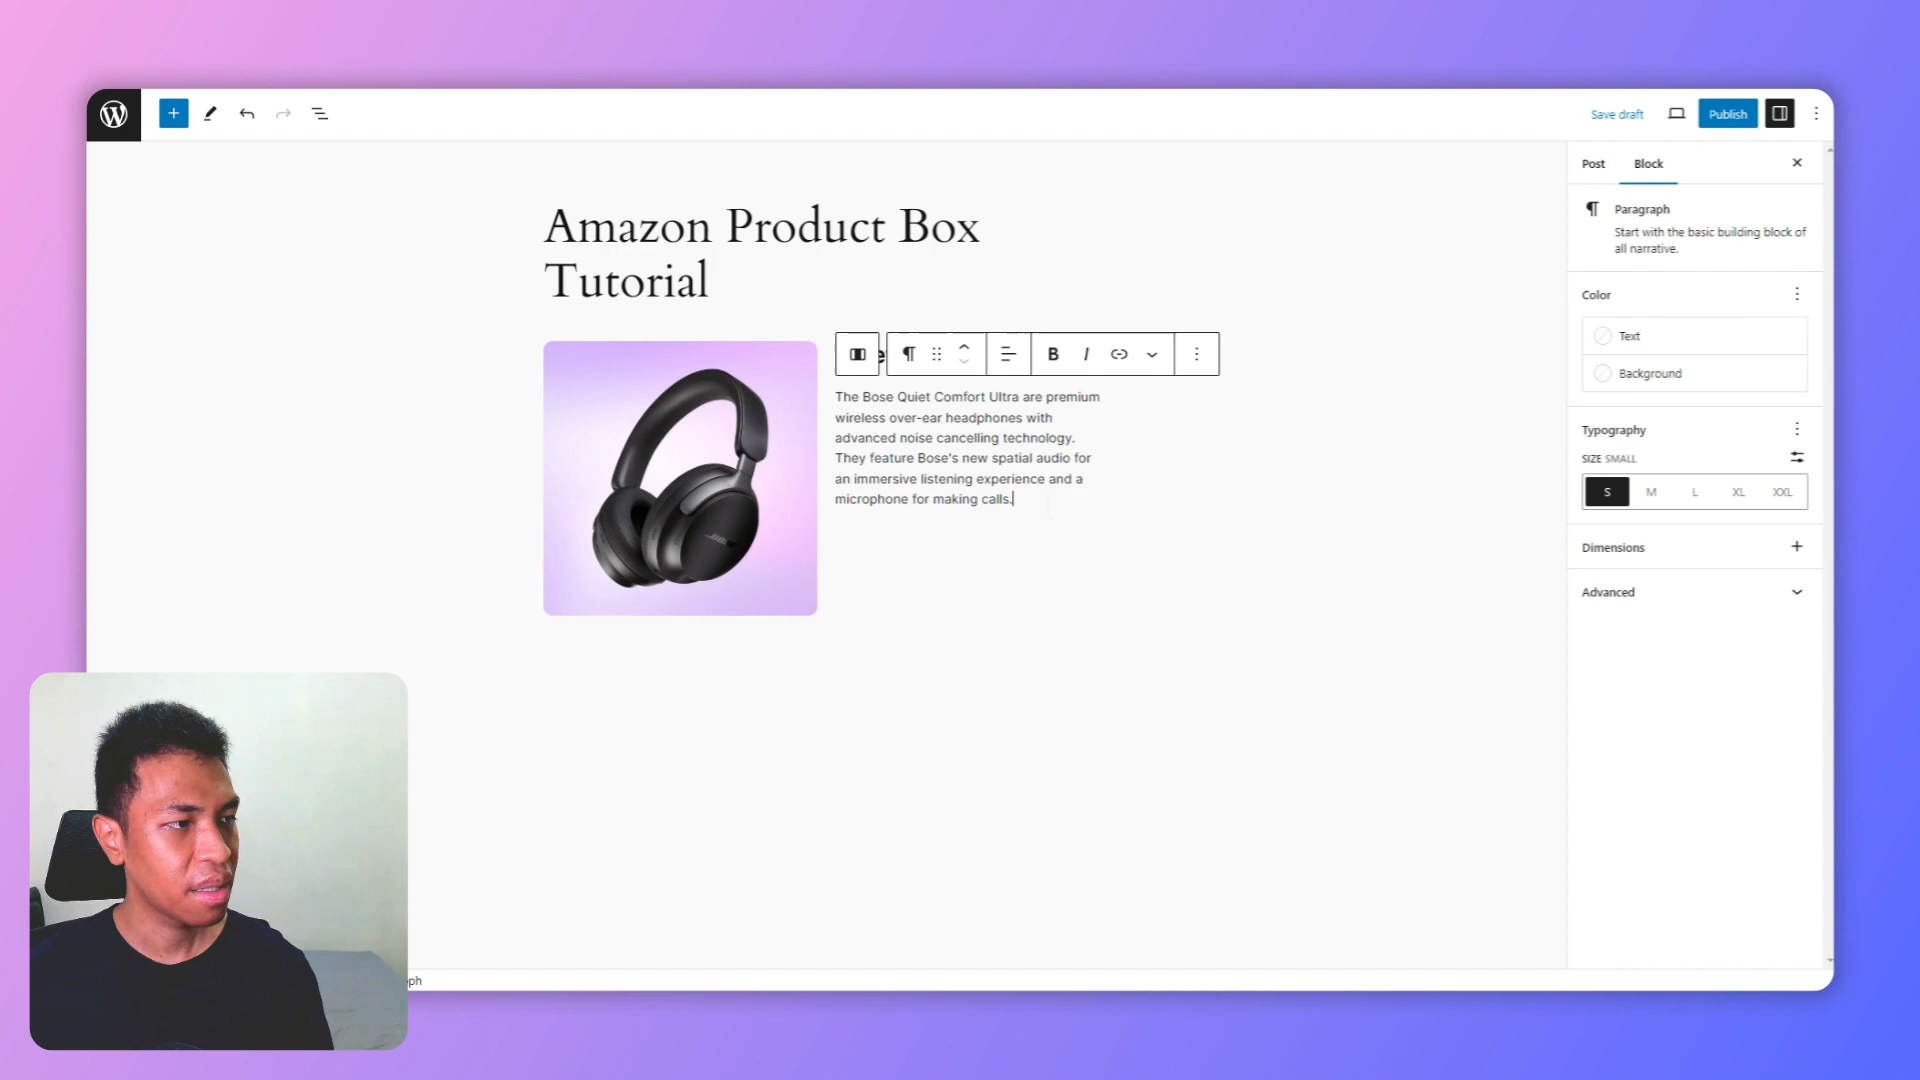 Save draft
Publish
Post
Block
Paragraph
Start with the basic building block of
all narrative.
Color
Text
Background
Typography
SIZE SMALL
S M L XL XXL
Dimensions
Advanced
Amazon Product Box
Tutorial
B I
The Bose Quiet Comfort Ultra are premium
wireless over-ear headphones with
advanced noise cancelling technology.
They feature Bose's new spatial audio for
an immersive listening experience and a
microphone for making calls.
ph